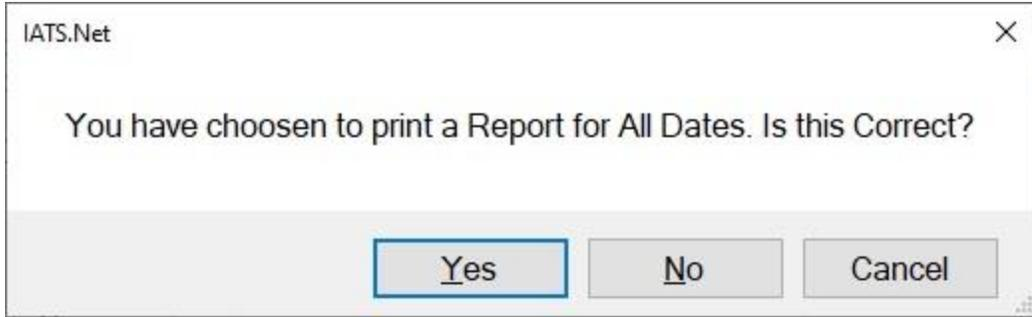 IATS.Net
You have choosen to print a Report for All Dates. Is this Correct?
Yes No Cancel